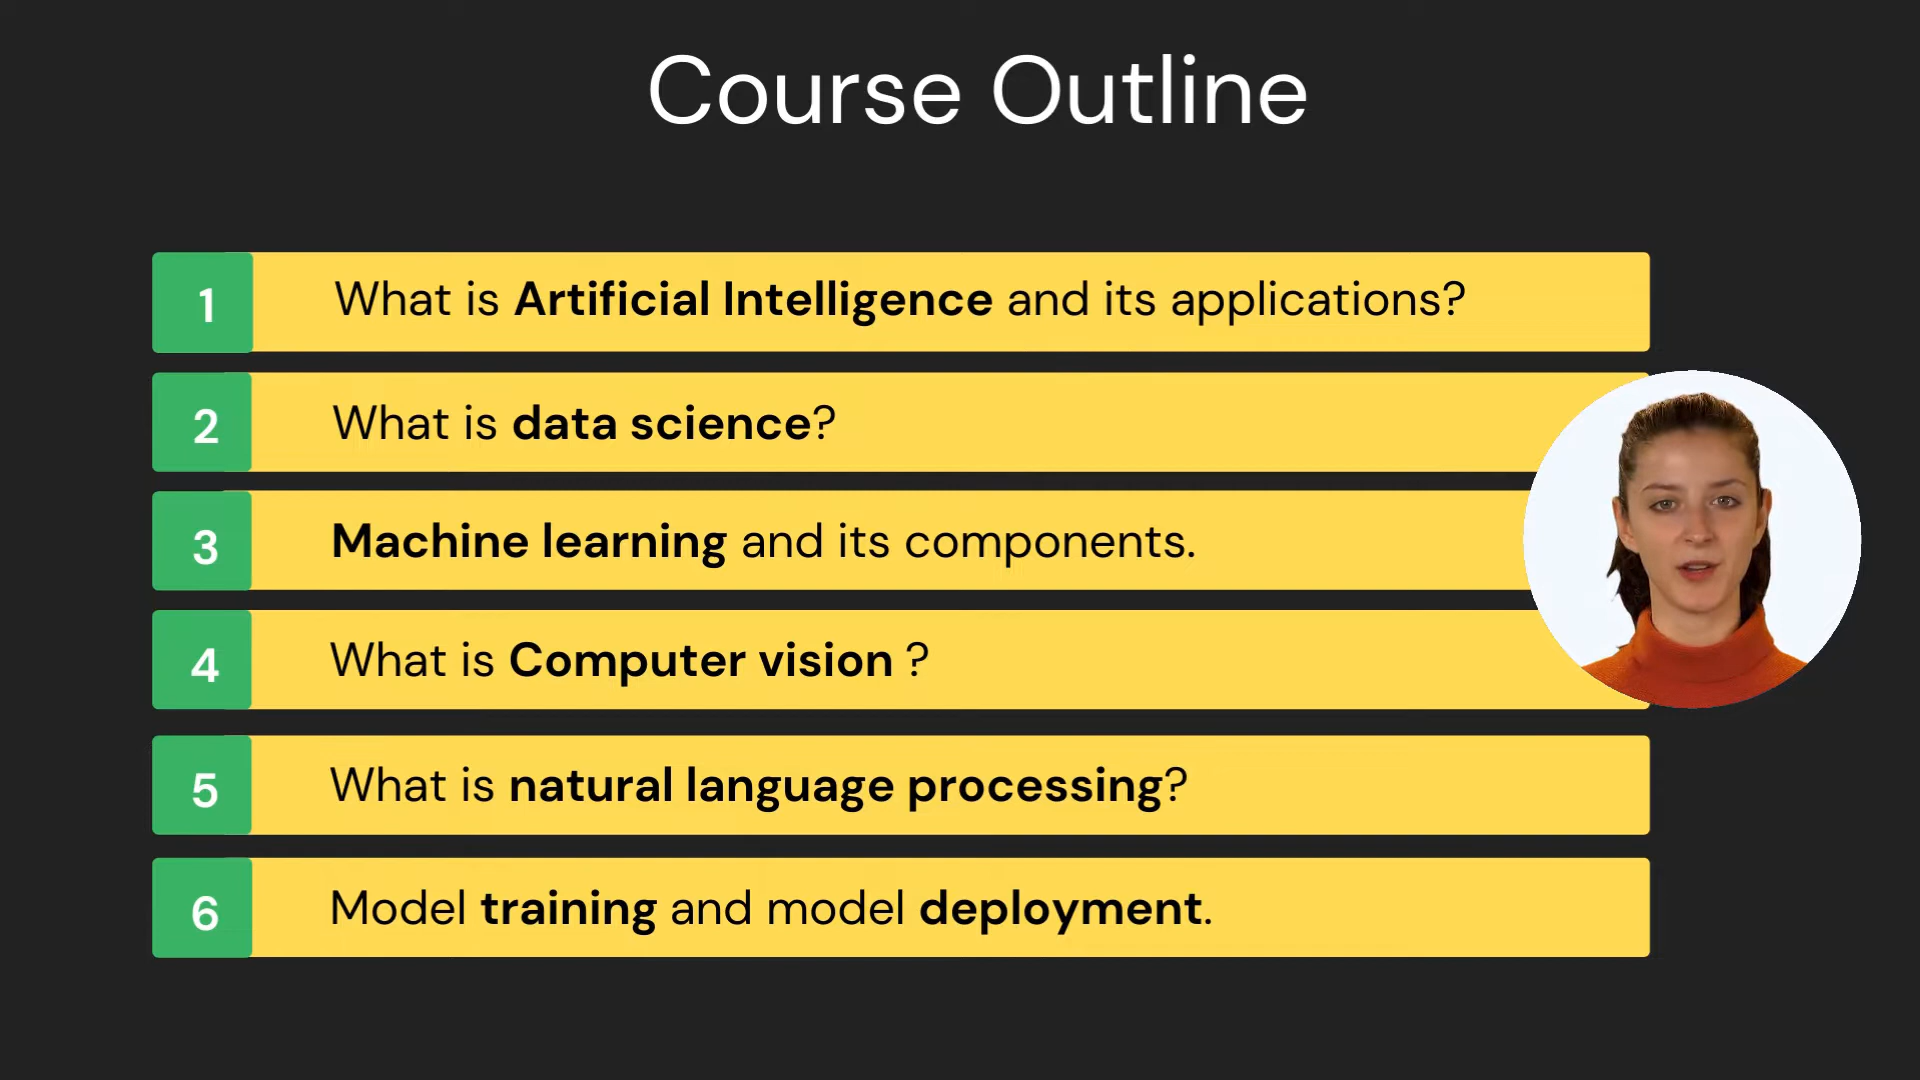 Course Outline
1 What is Artificial Intelligence and its applications?
2 What is data science?
3 Machine learning and its components.
4 What is Computer vision ?
5 What is natural language processing?
6 Model training and model deployment.